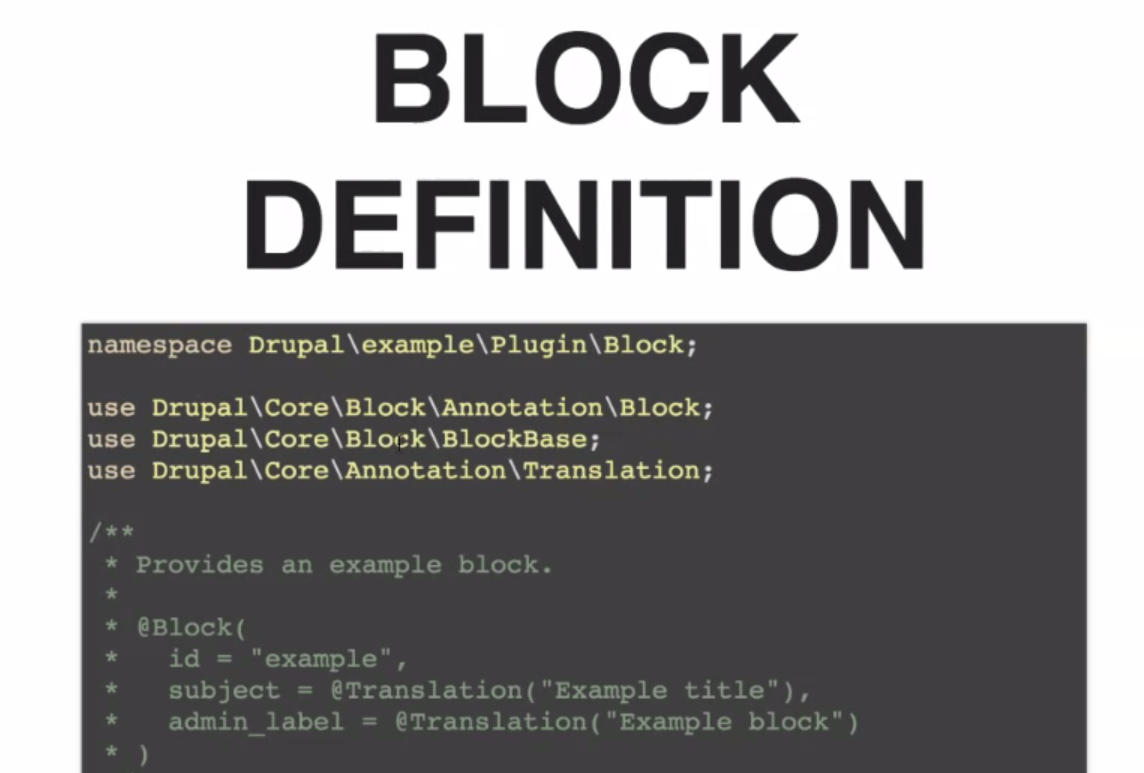 BLOCK
DEFINITION
namespace Drupal\example\Plugin\Block;
use Drupal\Core\Block\Annotation\Block;
use Drupal\Core\Block\BlockBase;
use Drupal\Core\Annotation\Translation;
/**
 * Provides an example block.
 *
 * @Block(
 *   id = "example",
 *   subject = @Translation("Example title"),
 *   admin_label = @Translation("Example block")
 * )